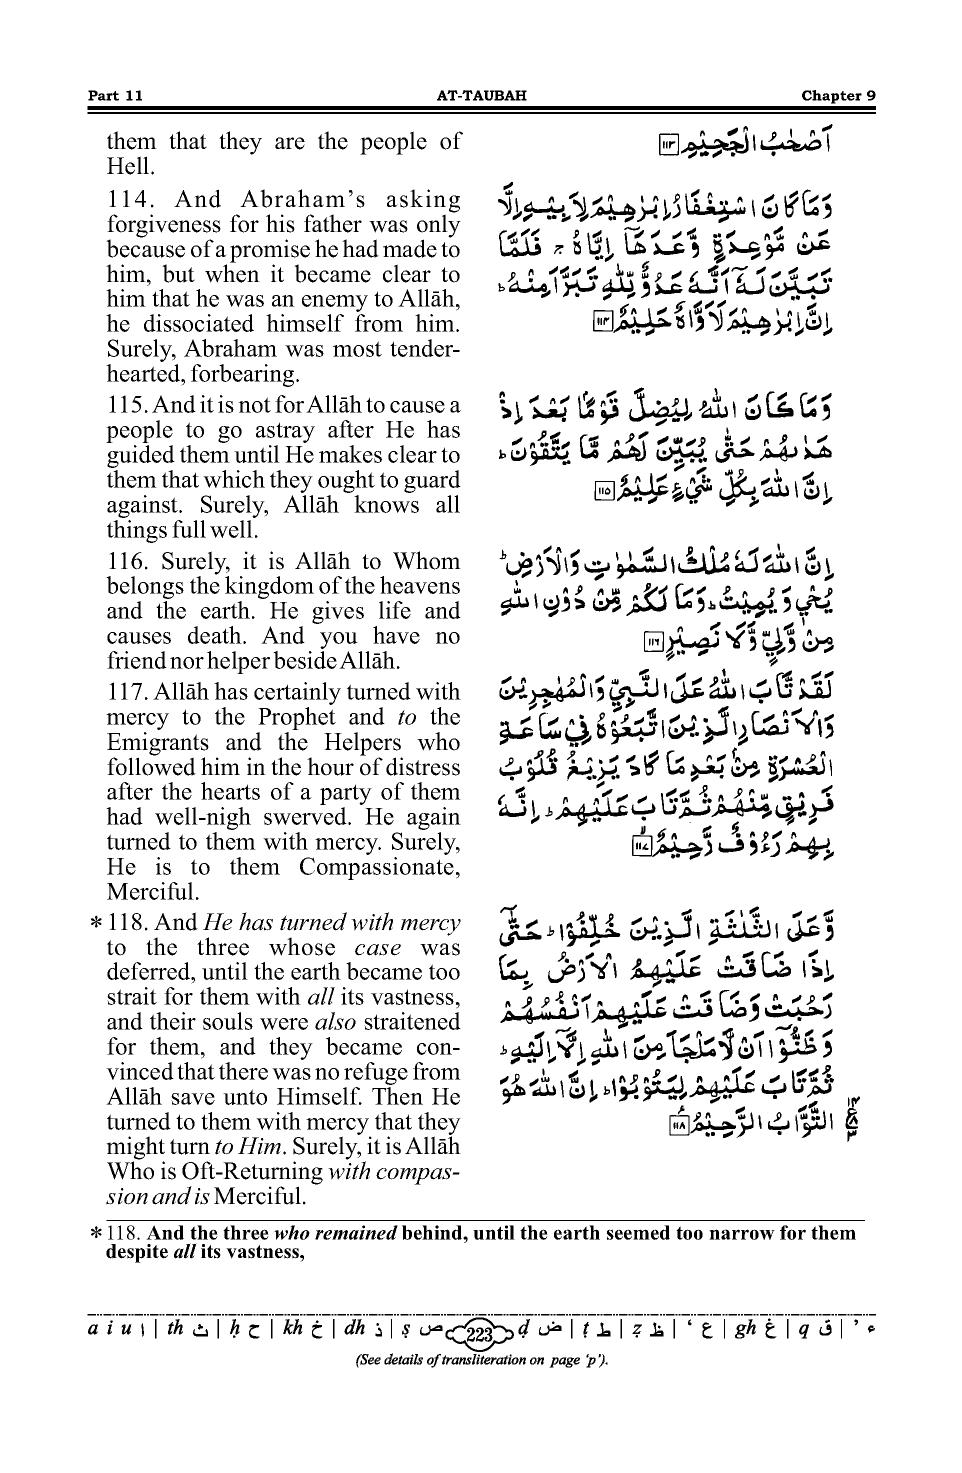 Part 11 AT-TAUBAH Chapter 9
them that they are the people of
Hell.
114. And Abraham’s asking
forgiveness for his father was only
because of a promise he had made to
him, but when it became clear to
him that he was an enemy to Allāh,
he dissociated himself from him.
Surely, Abraham was most tender-
hearted, forbearing.
115. And it is not for Allāh to cause a
people to go astray after He has
guided them until He makes clear to
them that which they ought to guard
against. Surely, Allāh knows all
things full well.
116. Surely, it is Allāh to Whom
belongs the kingdom of the heavens
and the earth. He gives life and
causes death. And you have no
friend nor helper beside Allāh.
117. Allāh has certainly turned with
mercy to the Prophet and to the
Emigrants and the Helpers who
followed him in the hour of distress
after the hearts of a party of them
had well-nigh swerved. He again
turned to them with mercy. Surely,
He is to them Compassionate,
Merciful.
* 118. And He has turned with mercy
to the three whose case was
deferred, until the earth became too
strait for them with all its vastness,
and their souls were also straitened
for them, and they became con-
vinced that there was no refuge from
Allāh save unto Himself. Then He
turned to them with mercy that they
might turn to Him. Surely, it is Allāh
Who is Oft-Returning with compas-
sion and is Merciful.
اَصْحٰبُ الْجَحِيْمِ ۝۱۱۳
وَمَا كَانَ اسْتِغْفَارُ اِبْرٰهِيْمَ لِاَبِيْهِ اِلَّا
عَنْ مَّوْعِدَةٍ وَّعَدَهَاۤ اِيَّاهُ ۚ فَلَمَّا
تَبَيَّنَ لَهٗۤ اَنَّهٗ عَدُوٌّ لِّلّٰهِ تَبَرَّاَ مِنْهُ ؕ
اِنَّ اِبْرٰهِيْمَ لَاَوَّاهٌ حَلِيْمٌ ۝۱۱۴
وَمَا كَانَ اللّٰهُ لِيُضِلَّ قَوْمًۢا بَعْدَ اِذْ
هَدٰىهُمْ حَتّٰى يُبَيِّنَ لَهُمْ مَّا يَتَّقُوْنَ ؕ
اِنَّ اللّٰهَ بِكُلِّ شَيْءٍ عَلِيْمٌ ۝۱۱۵
اِنَّ اللّٰهَ لَهٗ مُلْكُ السَّمٰوٰتِ وَالْاَرْضِ ؕ
يُحْيٖ وَيُمِيْتُ ؕ وَمَا لَكُمْ مِّنْ دُوْنِ اللّٰهِ
مِنْ وَّلِيٍّ وَّلَا نَصِيْرٍ ۝۱۱۶
لَقَدْ تَّابَ اللّٰهُ عَلَى النَّبِيِّ وَالْمُهٰجِرِيْنَ
وَالْاَنْصَارِ الَّذِيْنَ اتَّبَعُوْهُ فِيْ سَاعَةِ
الْعُسْرَةِ مِنْۢ بَعْدِ مَا كَادَ يَزِيْغُ قُلُوْبُ
فَرِيْقٍ مِّنْهُمْ ثُمَّ تَابَ عَلَيْهِمْ ؕ اِنَّهٗ
بِهِمْ رَءُوْفٌ رَّحِيْمٌ ۝۱۱۷
وَّعَلَى الثَّلٰثَةِ الَّذِيْنَ خُلِّفُوْا ؕ حَتّٰۤى
اِذَا ضَاقَتْ عَلَيْهِمُ الْاَرْضُ بِمَا
رَحُبَتْ وَضَاقَتْ عَلَيْهِمْ اَنْفُسُهُمْ
وَظَنُّوْۤا اَنْ لَّا مَلْجَاَ مِنَ اللّٰهِ اِلَّاۤ اِلَيْهِ ؕ
ثُمَّ تَابَ عَلَيْهِمْ لِيَتُوْبُوْا ؕ اِنَّ اللّٰهَ هُوَ
التَّوَّابُ الرَّحِيْمُ ۝۱۱۸
* 118. And the three who remained behind, until the earth seemed too narrow for them
despite all its vastness,
a i u ا | th ث | ḥ ح | kh خ | dh ذ | ṣ ص 223 ḍ ض | ṭ ط | ẓ ظ | ‘ ع | gh غ | q ق | ’ ء
(See details of transliteration on page ‘p’).